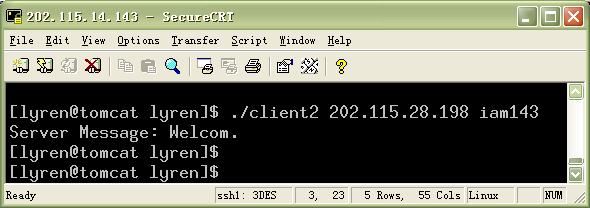 202.115.14.143 - SecureCRT
File Edit View Options Transfer Script Window Help
[lyren@tomcat lyren]$ ./client2 202.115.28.198 iam143
Server Message: Welcom.
[lyren@tomcat lyren]$
[lyren@tomcat lyren]$
Ready ssh1: 3DES 3, 23 5 Rows, 55 Cols Linux NUM